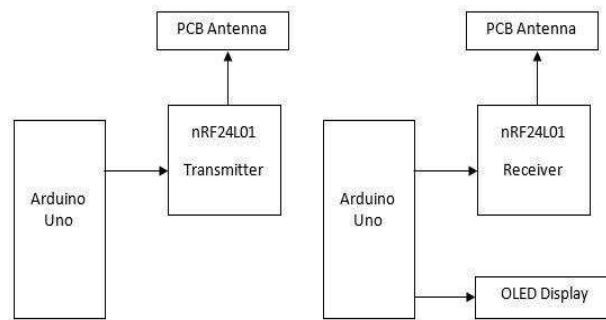 PCB Antenna
nRF24L01
Transmitter
Arduino
Uno
PCB Antenna
nRF24L01
Receiver
Arduino
Uno
OLED Display